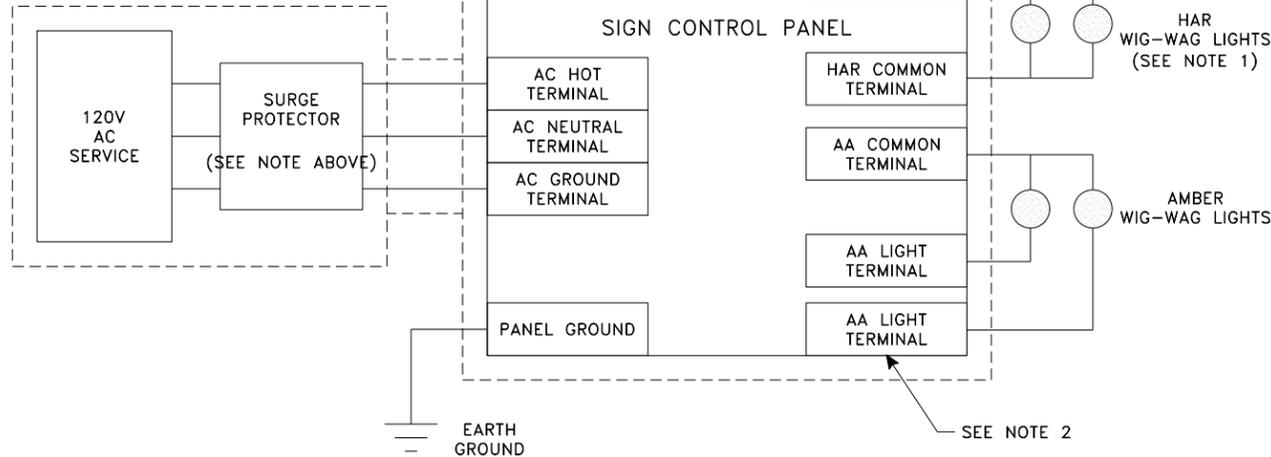 SIGN CONTROL PANEL
120V
AC
SERVICE
SURGE
PROTECTOR
(SEE NOTE ABOVE)
AC HOT
TERMINAL
AC NEUTRAL
TERMINAL
AC GROUND
TERMINAL
PANEL GROUND
EARTH
GROUND
HAR COMMON
TERMINAL
AA COMMON
TERMINAL
AA LIGHT
TERMINAL
AA LIGHT
TERMINAL
HAR
WIG-WAG LIGHTS
(SEE NOTE 1)
AMBER
WIG-WAG LIGHTS
SEE NOTE 2